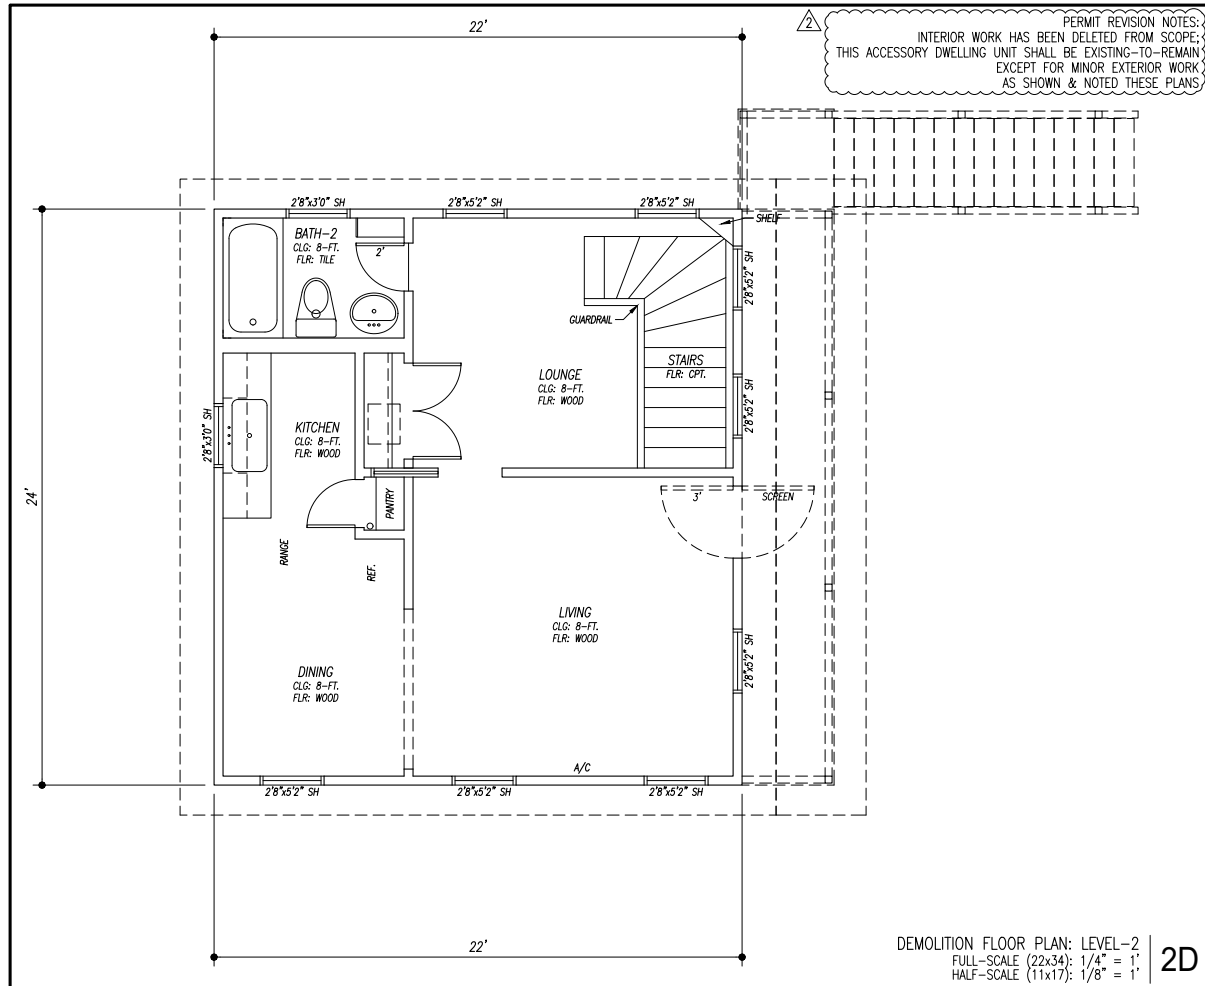 22'
2
PERMIT REVISION NOTES:
INTERIOR WORK HAS BEEN DELETED FROM SCOPE;
THIS ACCESSORY DWELLING UNIT SHALL BE EXISTING-TO-REMAIN
EXCEPT FOR MINOR EXTERIOR WORK
AS SHOWN & NOTED THESE PLANS
2'8"x3'0" SH
2'8"x5'2" SH
2'8"x5'2" SH
SHELF
BATH-2
CLG: 8-FT.
FLR: TILE
2'
2'8"x5'2" SH
GUARDRAIL
STAIRS
FLR: CPT.
LOUNGE
CLG: 8-FT.
FLR: WOOD
2'8"x5'2" SH
2'8"x3'0" SH
KITCHEN
CLG: 8-FT.
FLR: WOOD
24'
PANTRY
3'
SCREEN
RANGE
REF.
LIVING
CLG: 8-FT.
FLR: WOOD
2'8"x5'2" SH
DINING
CLG: 8-FT.
FLR: WOOD
A/C
2'8"x5'2" SH
2'8"x5'2" SH
2'8"x5'2" SH
22'
DEMOLITION FLOOR PLAN: LEVEL-2
FULL-SCALE (22x34): 1/4" = 1'
HALF-SCALE (11x17): 1/8" = 1'
2D